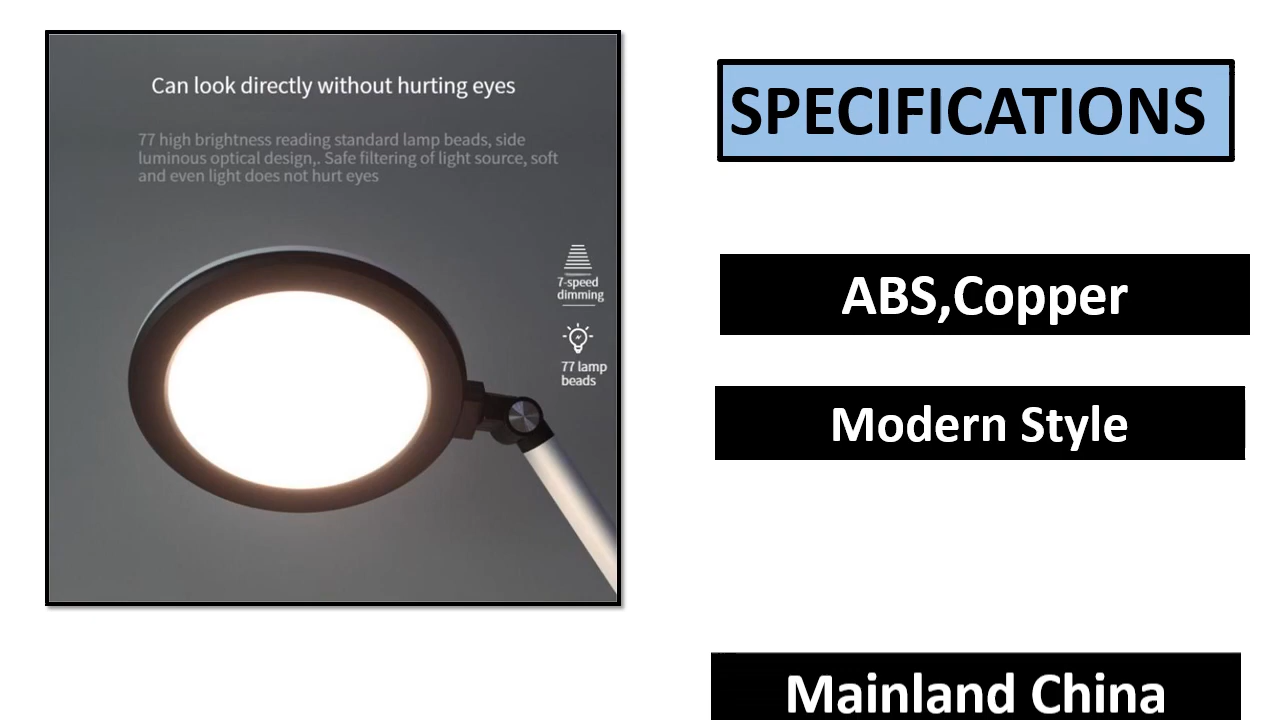 Can look directly without hurting eyes
77 high brightness reading standard lamp beads, side
luminous optical design,. Safe filtering of light source, soft
and even light does not hurt eyes
7-speed
dimming
77 lamp
beads
SPECIFICATIONS
ABS,Copper
Modern Style
Mainland China